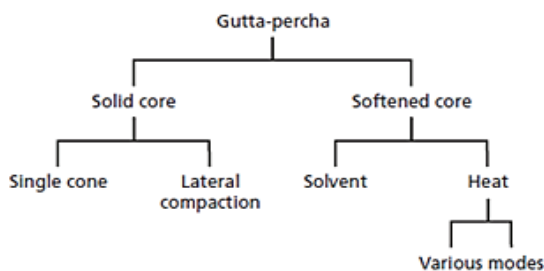 Gutta-percha
Solid core
Softened core
Single cone
Lateral
compaction
Solvent
Heat
Various modes